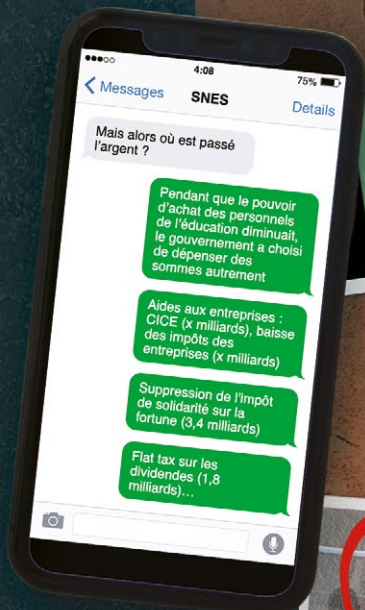 4:08
75%
Messages
SNES
Details
Mais alors où est passé
l'argent ?
Pendant que le pouvoir
d'achat des personnels
de l'éducation diminuait,
le gouvernement a choisi
de dépenser des
sommes autrement
Aides aux entreprises :
CICE (x milliards), baisse
des impôts des
entreprises (x milliards)
Suppression de l'impôt
de solidarité sur la
fortune (3,4 milliards)
Flat tax sur les
dividendes (1,8
milliards)…